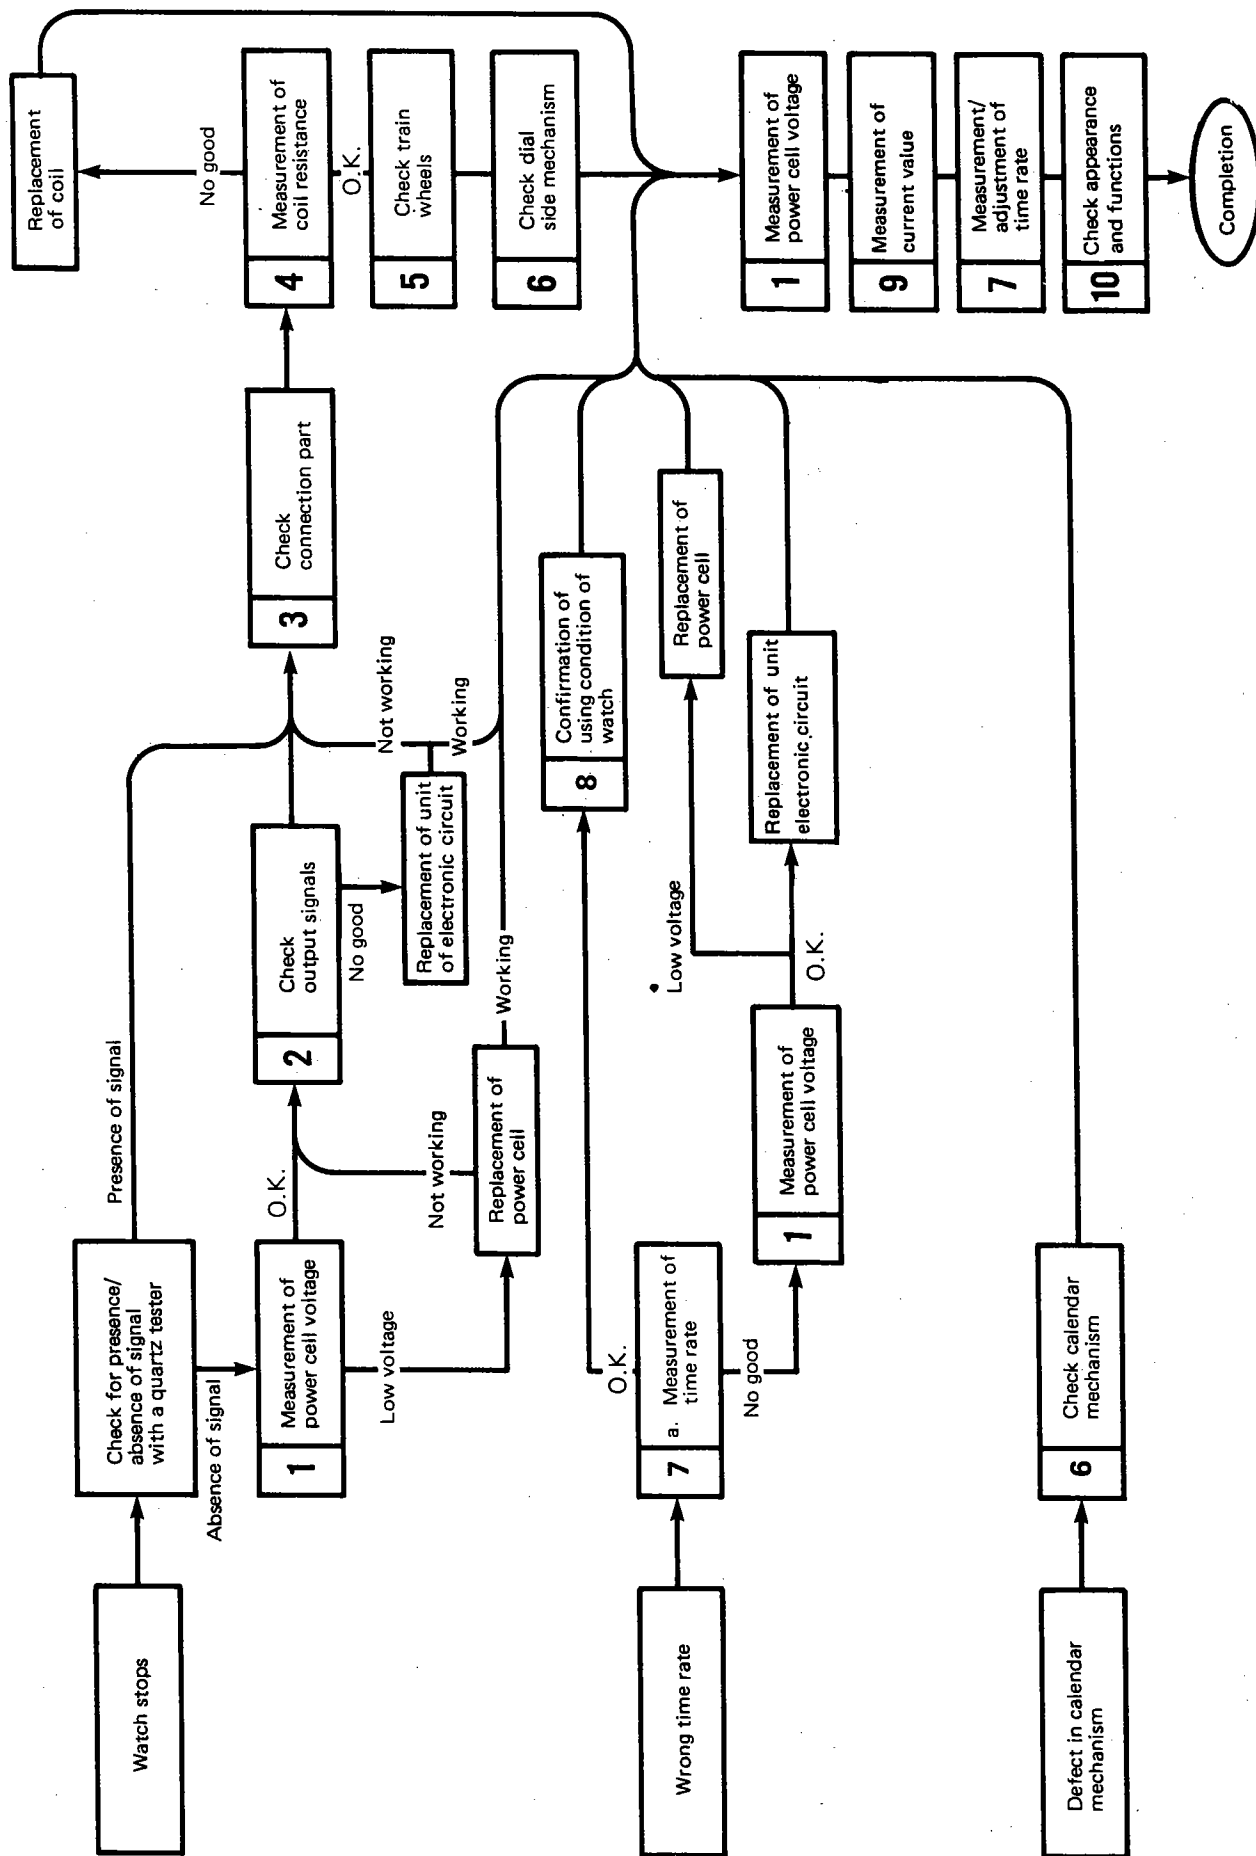 Watch stops
Check for presence/
absence of signal
with a quartz tester
Presence of signal
Absence of signal
1
Measurement of
power cell voltage
O.K.
Low voltage
Replacement of
power cell
Not working
Working
2
Check
output signals
No good
Replacement of unit
of electronic circuit
Not working
Working
3
Check
connection part
4
Measurement of
coil resistance
No good
Replacement
of coil
O.K.
5
Check train
wheels
6
Check dial
side mechanism
Wrong time rate
7
a. Measurement of
time rate
O.K.
8
Confirmation of
using condition of
watch
No good
1
Measurement of
power cell voltage
Low voltage
Replacement of
power cell
O.K.
Replacement of unit
electronic circuit
Defect in calendar
mechanism
6
Check calendar
mechanism
1
Measurement of
power cell voltage
9
Measurement of
current value
7
Measurement/
adjustment of
time rate
10
Check appearance
and functions
Completion